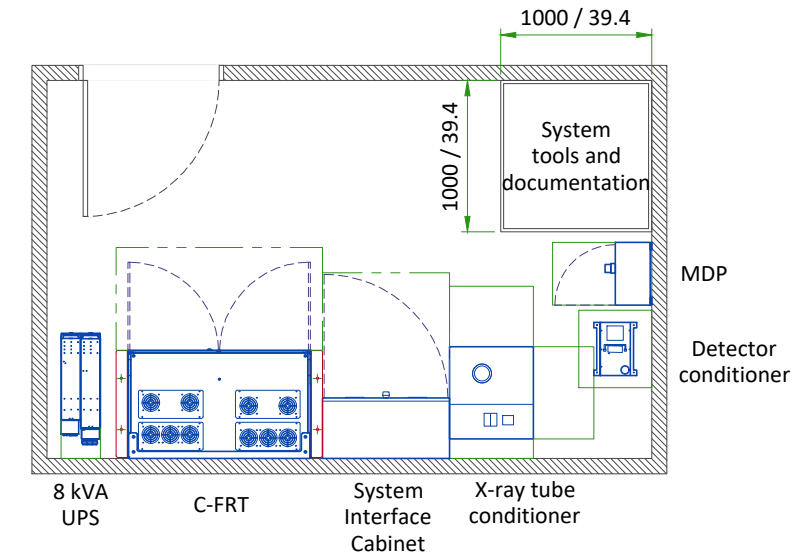 1000 / 39.4
1000 / 39.4
System
tools and
documentation
MDP
Detector
conditioner
8 kVA
UPS
C-FRT
System
Interface
Cabinet
X-ray tube
conditioner